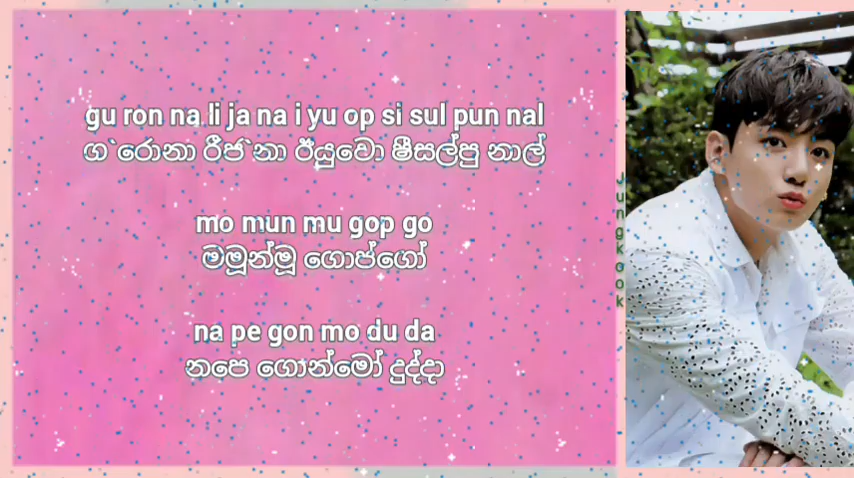 gu ron na li ja na i yu op si sul pun nal
ග`රොනා රීජ`නා ඊයුවො ෂීසල්පු නාල්
mo mun mu gop go
මමූන්මූ ගොප්ගෝ
na pe gon mo du da
නපෙ ගොන්මෝ දුද්දා
Jungkook